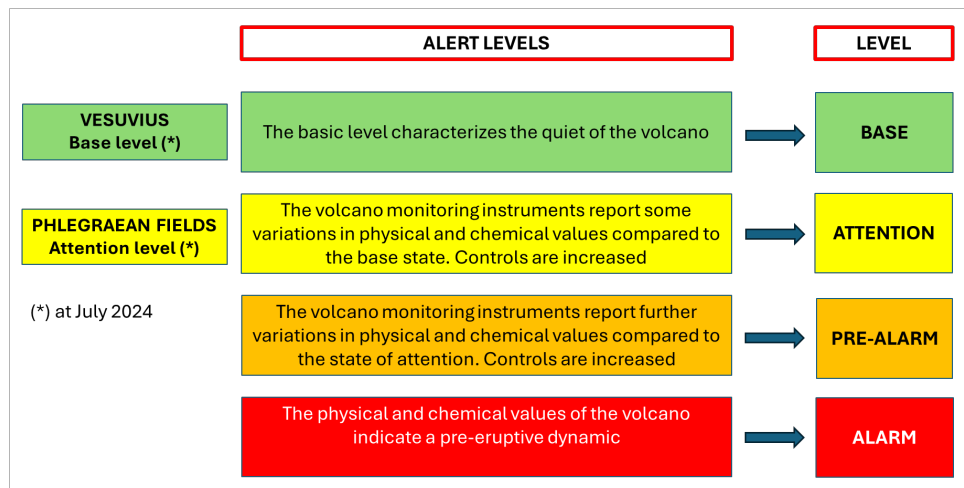 ALERT LEVELS
LEVEL
VESUVIUS
Base level (*)
The basic level characterizes the quiet of the volcano
BASE
PHLEGRAEAN FIELDS
Attention level (*)
The volcano monitoring instruments report some
variations in physical and chemical values compared to
the base state. Controls are increased
ATTENTION
(*) at July 2024
The volcano monitoring instruments report further
variations in physical and chemical values compared to
the state of attention. Controls are increased
PRE-ALARM
The physical and chemical values of the volcano
indicate a pre-eruptive dynamic
ALARM